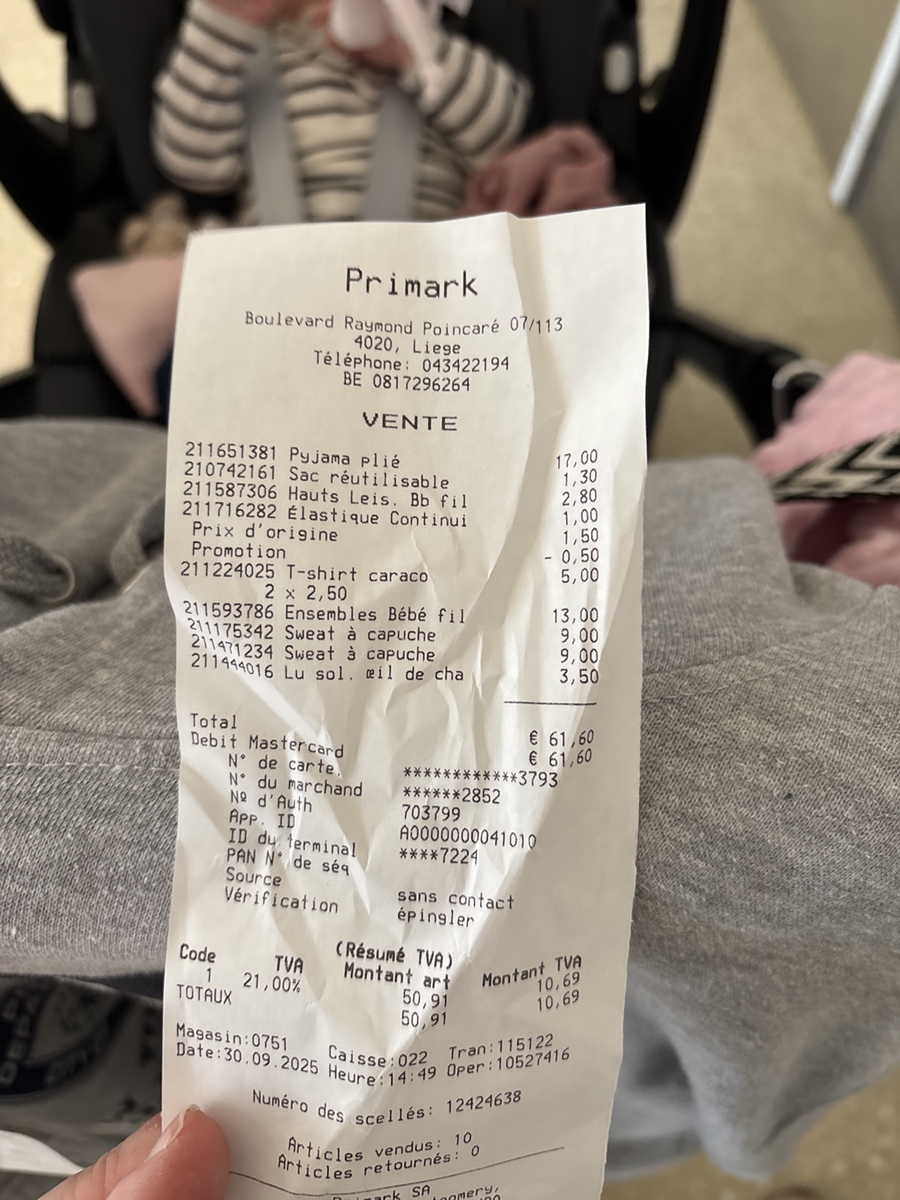 Primark
Boulevard Raymond Poincaré 07/113
4020, Liege
Téléphone: 043422194
BE 0817296264
VENTE
211651381 Pyjama plié 17,00
210742161 Sac réutilisable 1,30
211587306 Hauts Leis. Bb fil 2,80
211716282 Élastique Continui 1,00
Prix d'origine 1,50
Promotion - 0,50
211224025 T-shirt caraco 5,00
2 x 2,50
211593786 Ensembles Bébé fil 13,00
211175342 Sweat à capuche 9,00
211471234 Sweat à capuche 9,00
211444016 Lu sol. œil de cha 3,50
Total € 61,60
Debit Mastercard € 61,60
N° de carte. ************3793
N° du marchand ******2852
Nº d'Auth 703799
App. ID A0000000041010
ID du terminal ****7224
PAN N° de séq
Source sans contact
Vérification épingler
(Résumé TVA)
Code TVA Montant art Montant TVA
1 21,00% 50,91 10,69
TOTAUX 50,91 10,69
Magasin:0751 Caisse:022 Tran:115122
Date:30.09.2025 Heure:14:49 Oper:10527416
Numéro des scellés: 12424638
Articles vendus: 10
Articles retournés: 0
SA